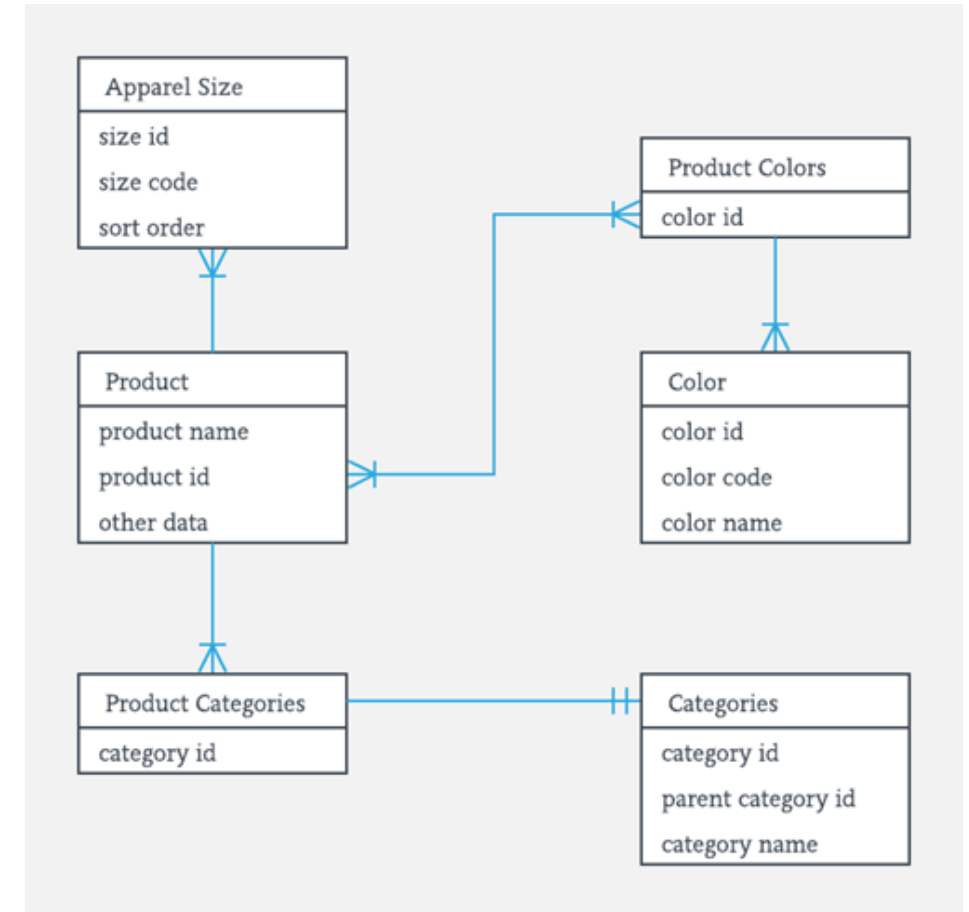 Apparel Size
size id
size code
sort order
Product Colors
color id
Product
product name
product id
other data
Color
color id
color code
color name
Product Categories
category id
Categories
category id
parent category id
category name